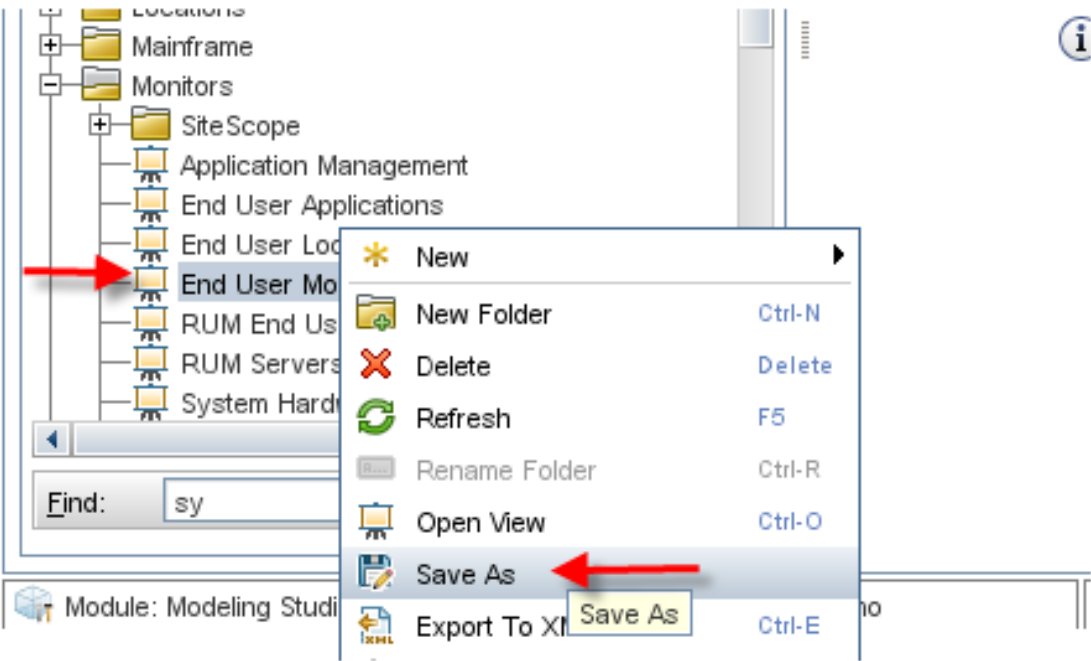 Locations
Mainframe
Monitors
SiteScope
Application Management
End User Applications
End User Loc
End User Mo
RUM End Us
RUM Servers
System Hard
Find: sy
New
New Folder Ctrl-N
Delete Delete
Refresh F5
Rename Folder Ctrl-R
Open View Ctrl-O
Save As
Save As
Export To XM Ctrl-E
Module: Modeling Studi
no